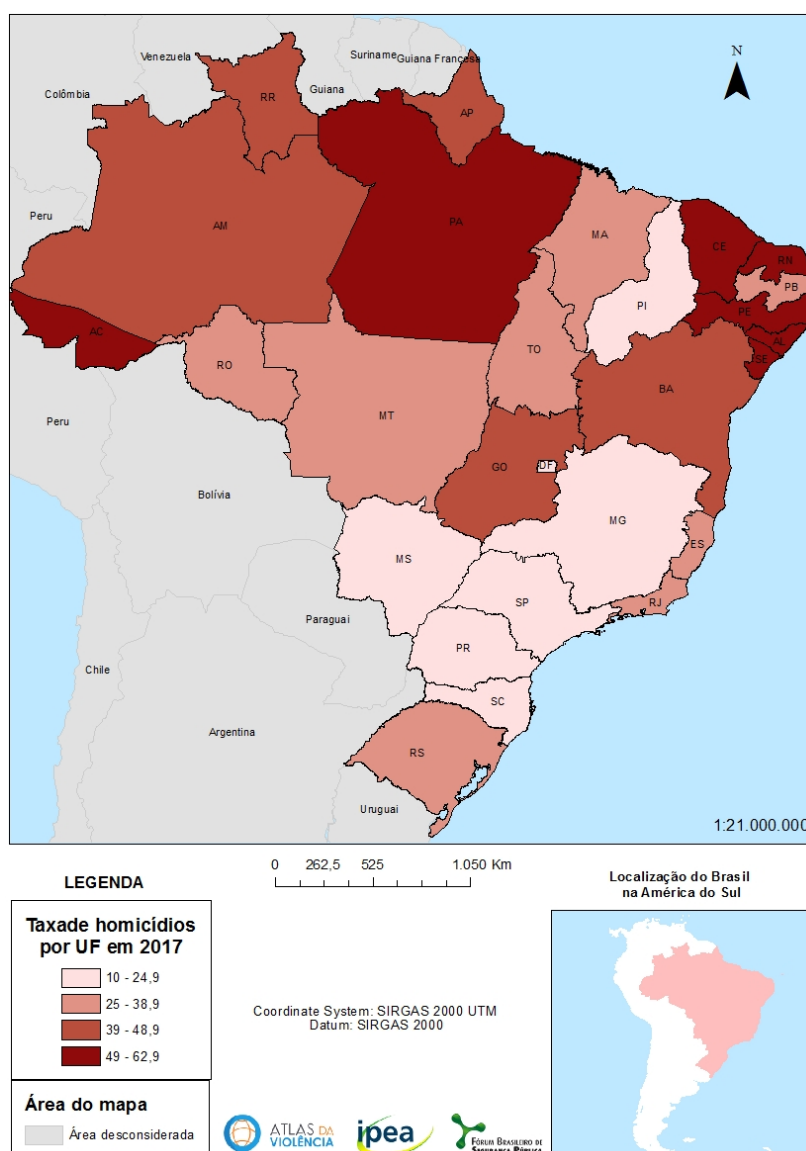 N
Venezuela
Suriname
Guiana Francesa
Colômbia
Guiana
RR
AP
Peru
AM
PA
MA
CE
RN
PB
PI
PE
AC
AL
SE
TO
RO
BA
MT
Peru
GO
DF
Bolívia
MG
MS
ES
SP
RJ
Paraguai
PR
Chile
SC
Argentina
RS
Uruguai
1:21.000.000
0 262,5 525 1.050 Km
LEGENDA
Localização do Brasil
na América do Sul
Taxade homicídios
por UF em 2017
10 - 24,9
25 - 38,9
39 - 48,9
49 - 62,9
Coordinate System: SIRGAS 2000 UTM
Datum: SIRGAS 2000
Área do mapa
Área desconsiderada
ATLAS DA
VIOLÊNCIA
ipea
FÓRUM BRASILEIRO DE
SEGURANÇA PÚBLICA